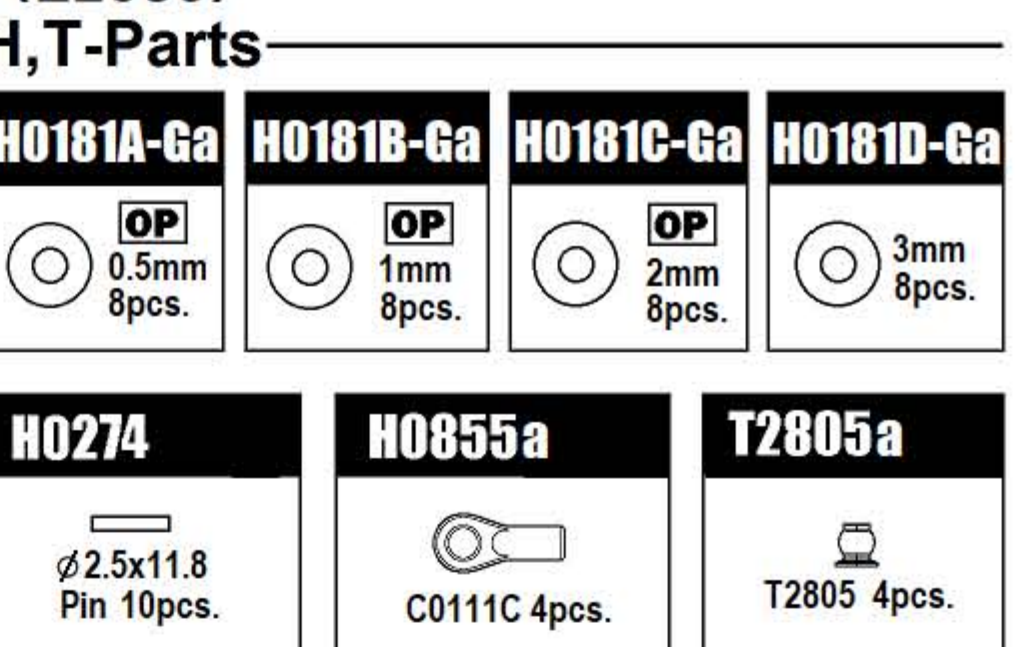 H,T-Parts
H0181A-Ga
H0181B-Ga
H0181C-Ga
H0181D-Ga
OP
0.5mm
8pcs.
OP
1mm
8pcs.
OP
2mm
8pcs.
3mm
8pcs.
H0274
H0855a
T2805a
⌀2.5x11.8
Pin 10pcs.
C0111C 4pcs.
T2805 4pcs.